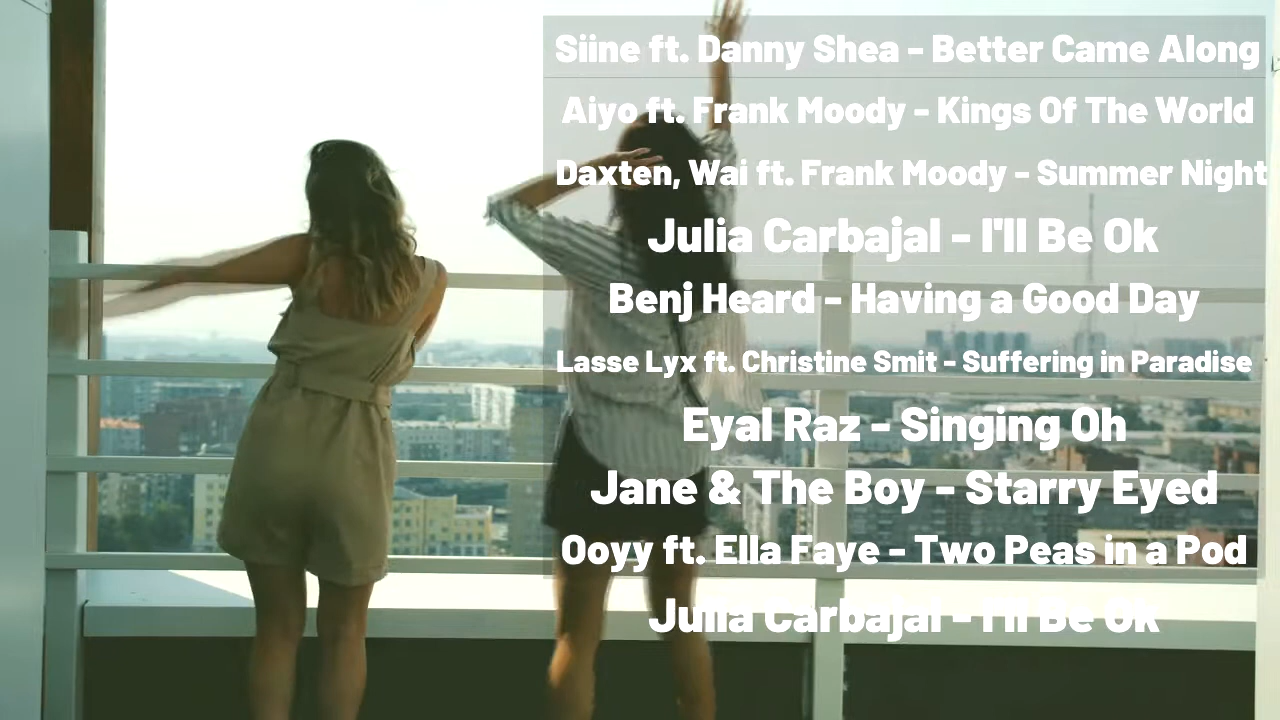 Siine ft. Danny Shea - Better Came Along
Aiyo ft. Frank Moody - Kings Of The World
Daxten, Wai ft. Frank Moody - Summer Night
Julia Carbajal - I'll Be Ok
Benj Heard - Having a Good Day
Lasse Lyx ft. Christine Smit - Suffering in Paradise
Eyal Raz - Singing Oh
Jane & The Boy - Starry Eyed
Ooyy ft. Ella Faye - Two Peas in a Pod
Julia Carbajal - I'll Be Ok